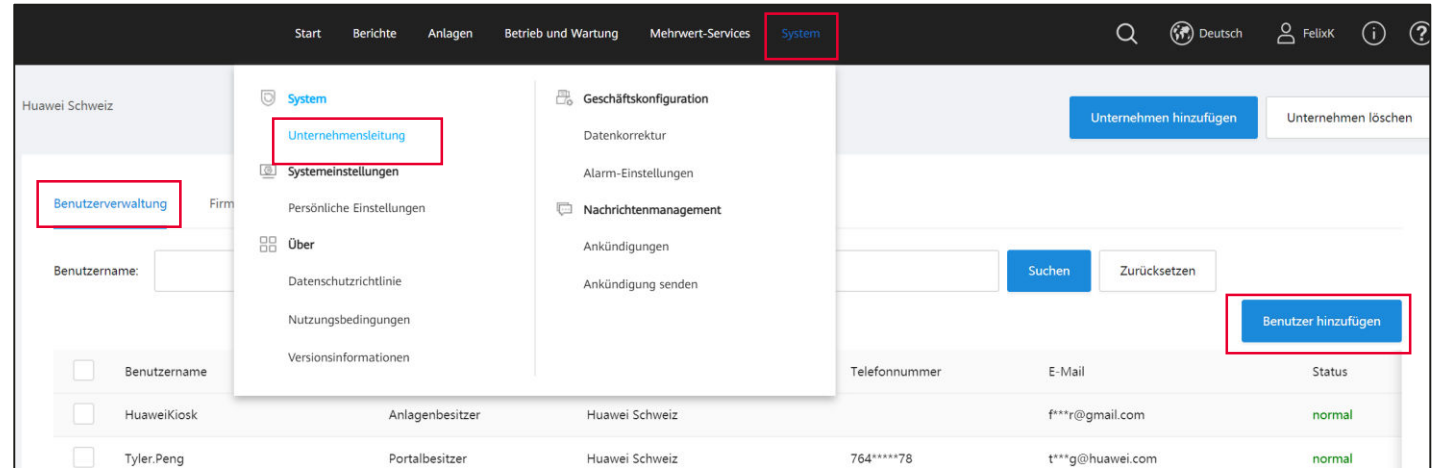 Start Berichte Anlagen Betrieb und Wartung Mehrwert-Services System Deutsch FelixK
Huawei Schweiz
Unternehmen hinzufügen Unternehmen löschen
System
Unternehmensleitung
Systemeinstellungen
Persönliche Einstellungen
Über
Datenschutzrichtlinie
Nutzungsbedingungen
Versionsinformationen
Geschäftskonfiguration
Datenkorrektur
Alarm-Einstellungen
Nachrichtenmanagement
Ankündigungen
Ankündigung senden
Benutzerverwaltung Firm
Benutzername: Suchen Zurücksetzen
Benutzer hinzufügen
Benutzername Telefonnummer E-Mail Status
HuaweiKiosk Anlagenbesitzer Huawei Schweiz f***r@gmail.com normal
Tyler.Peng Portalbesitzer Huawei Schweiz 764*****78 t***g@huawei.com normal